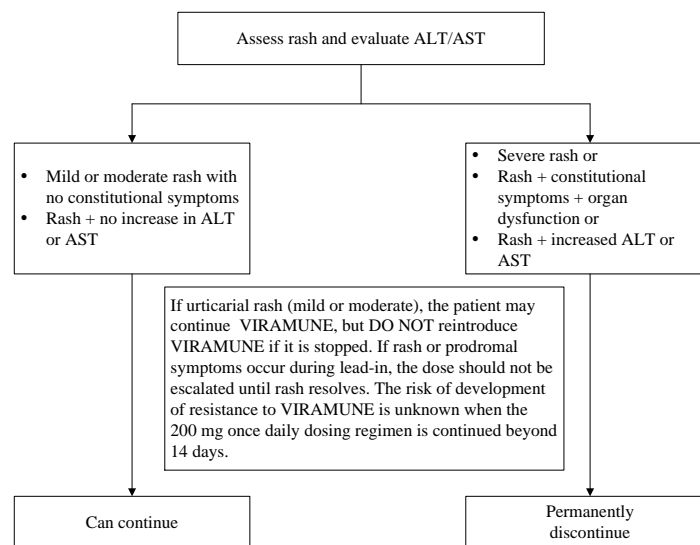 Assess rash and evaluate ALT/AST
• Mild or moderate rash with
no constitutional symptoms
• Rash + no increase in ALT
or AST
• Severe rash or
• Rash + constitutional
symptoms + organ
dysfunction or
• Rash + increased ALT or
AST
If urticarial rash (mild or moderate), the patient may
continue  VIRAMUNE, but DO NOT reintroduce
VIRAMUNE if it is stopped. If rash or prodromal
symptoms occur during lead-in, the dose should not be
escalated until rash resolves. The risk of development
of resistance to VIRAMUNE is unknown when the
200 mg once daily dosing regimen is continued beyond
14 days.
Can continue
Permanently
discontinue